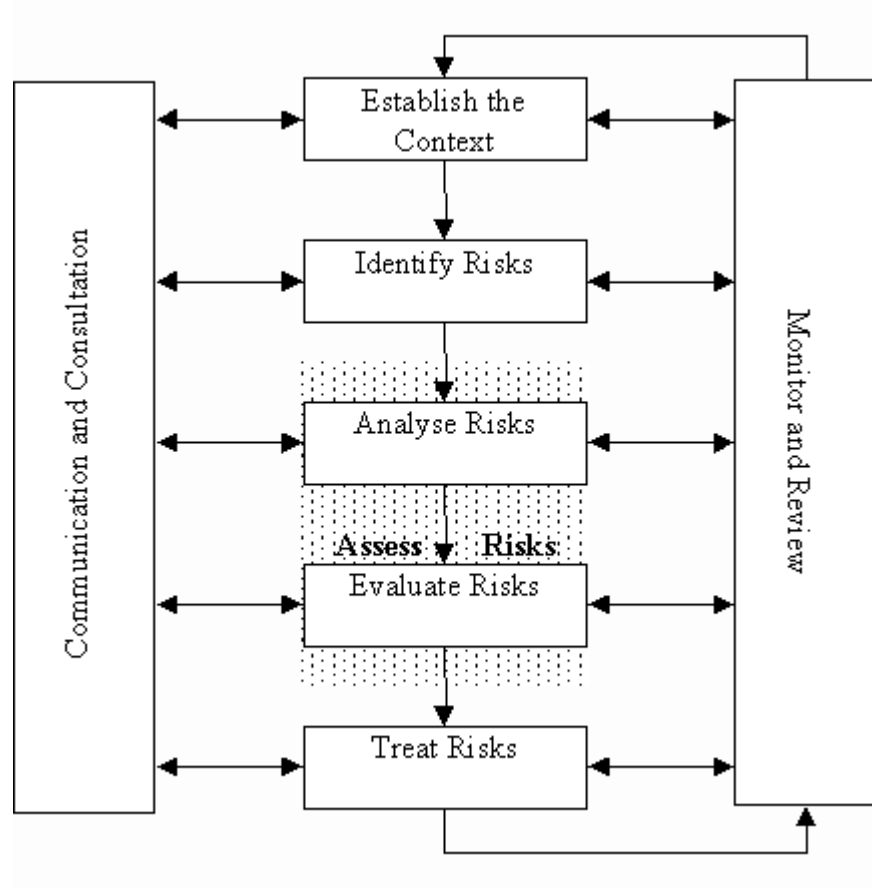 Establish the
Context
Identify Risks
Analyse Risks
Assess Risks
Evaluate Risks
Treat Risks
Communication and Consultation
Monitor and Review